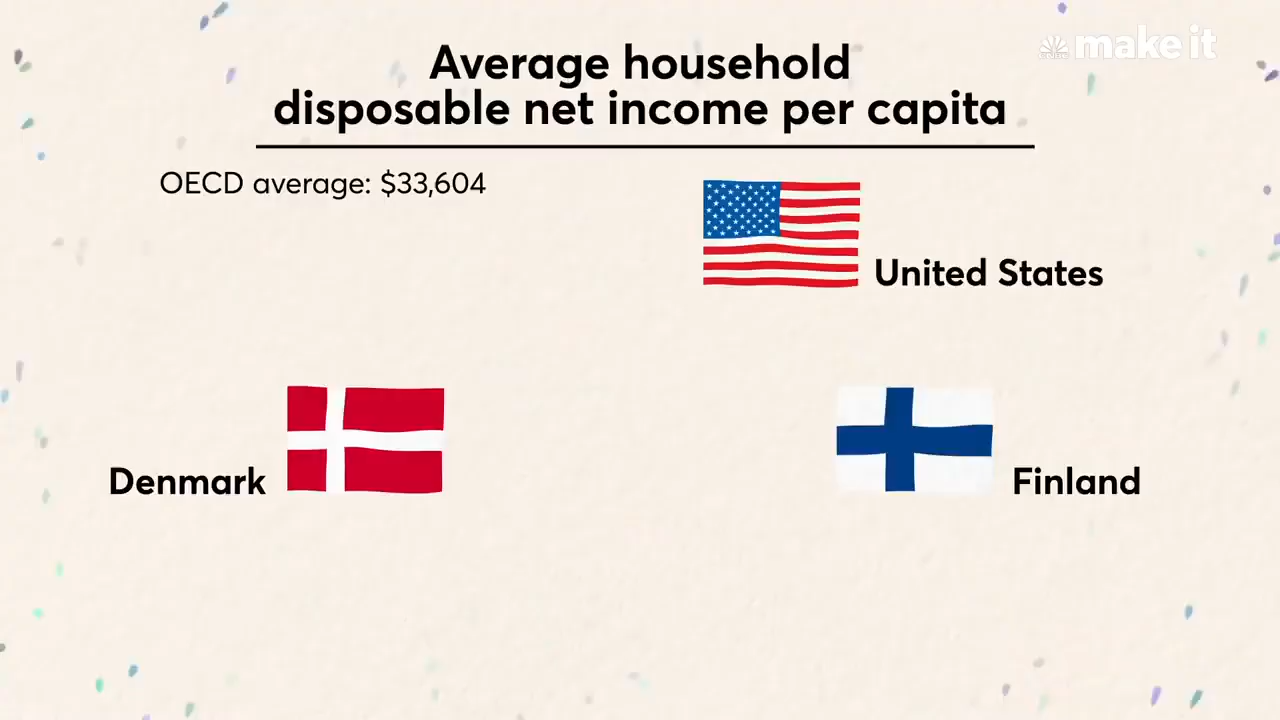 make it
Average household
disposable net income per capita
OECD average: $33,604
United States
Denmark
Finland